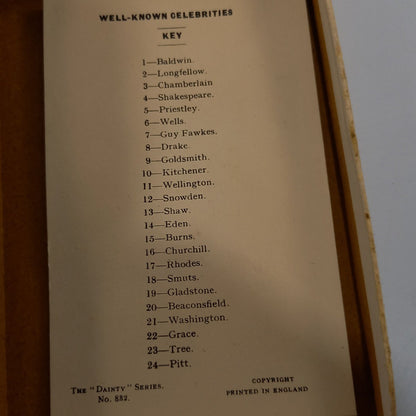 WELL-KNOWN CELEBRITIES
KEY
1—Baldwin.
2—Longfellow.
3—Chamberlain
4—Shakespeare.
5—Priestley.
6—Wells.
7—Guy Fawkes.
8—Drake
9—Goldsmith.
10—Kitchener.
11—Wellington.
12—Snowden.
13—Shaw.
14—Eden.
15—Burns.
16—Churchill.
17—Rhodes.
18—Smuts.
19—Gladstone.
20—Beaconsfield.
21—Washington.
22—Grace.
23—Tree.
24—Pitt.
THE "DAINTY" SERIES,
No. 882.
COPYRIGHT
PRINTED IN ENGLAND